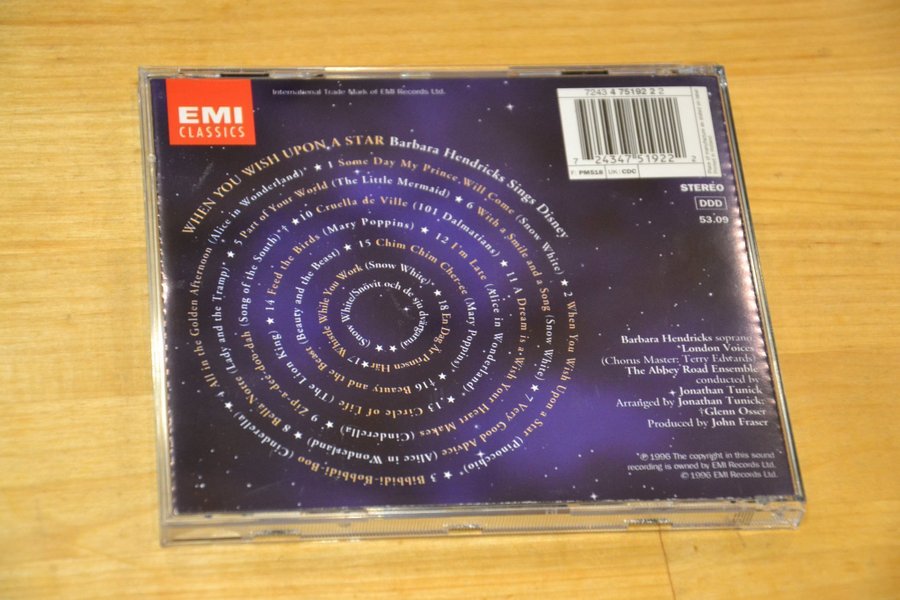 EMI
CLASSICS
International Trade Mark of EMI Records Ltd.
7243 4 75192 2 2
7 24347 51922 2
F: PM518 UK: CDC
STEREO
DDD
53.09
WHEN YOU WISH UPON A STAR Barbara Hendricks Sings Disney
★ 1 Some Day My Prince Will Come (Snow White) ★ 2 When You Wish Upon a Star (Pinocchio)* ★ 3 Bibbidi-Bobbidi-Boo (Cinderella)*† ★ 4 All in the Golden Afternoon (Alice in Wonderland)*
★ 5 Part of Your World (The Little Mermaid) ★ 6 With a Smile and a Song (Snow White) ★ 7 Very Good Advice (Alice in Wonderland) ★ 8 Bella Notte (Lady and the Tramp)*
★ 9 Zip-a-dee-doo-dah (Song of the South)*† ★ 10 Cruella de Ville (101 Dalmatians) ★ 11 A Dream is a Wish Your Heart Makes (Cinderella)
★ 12 I'm Late (Alice in Wonderland)* ★ 13 Circle of Life (The Lion King) ★ 14 Feed the Birds (Mary Poppins)
★ 15 Chim Chim Cheree (Mary Poppins) ★ †16 Beauty and the Beast (Beauty and the Beast)
★ 17 Whistle While You Work (Snow White)* ★ 18 En Dag Är Prinsen Här (Snow White/Snövit och de sju dvärgarna)
Barbara Hendricks soprano
*London Voices
(Chorus Master: Terry Edwards)
The Abbey Road Ensemble
conducted by
Jonathan Tunick
Arranged by Jonathan Tunick;
†Glenn Osser
Produced by John Fraser
℗ 1996 The copyright in this sound
recording is owned by EMI Records Ltd.
© 1996 EMI Records Ltd.